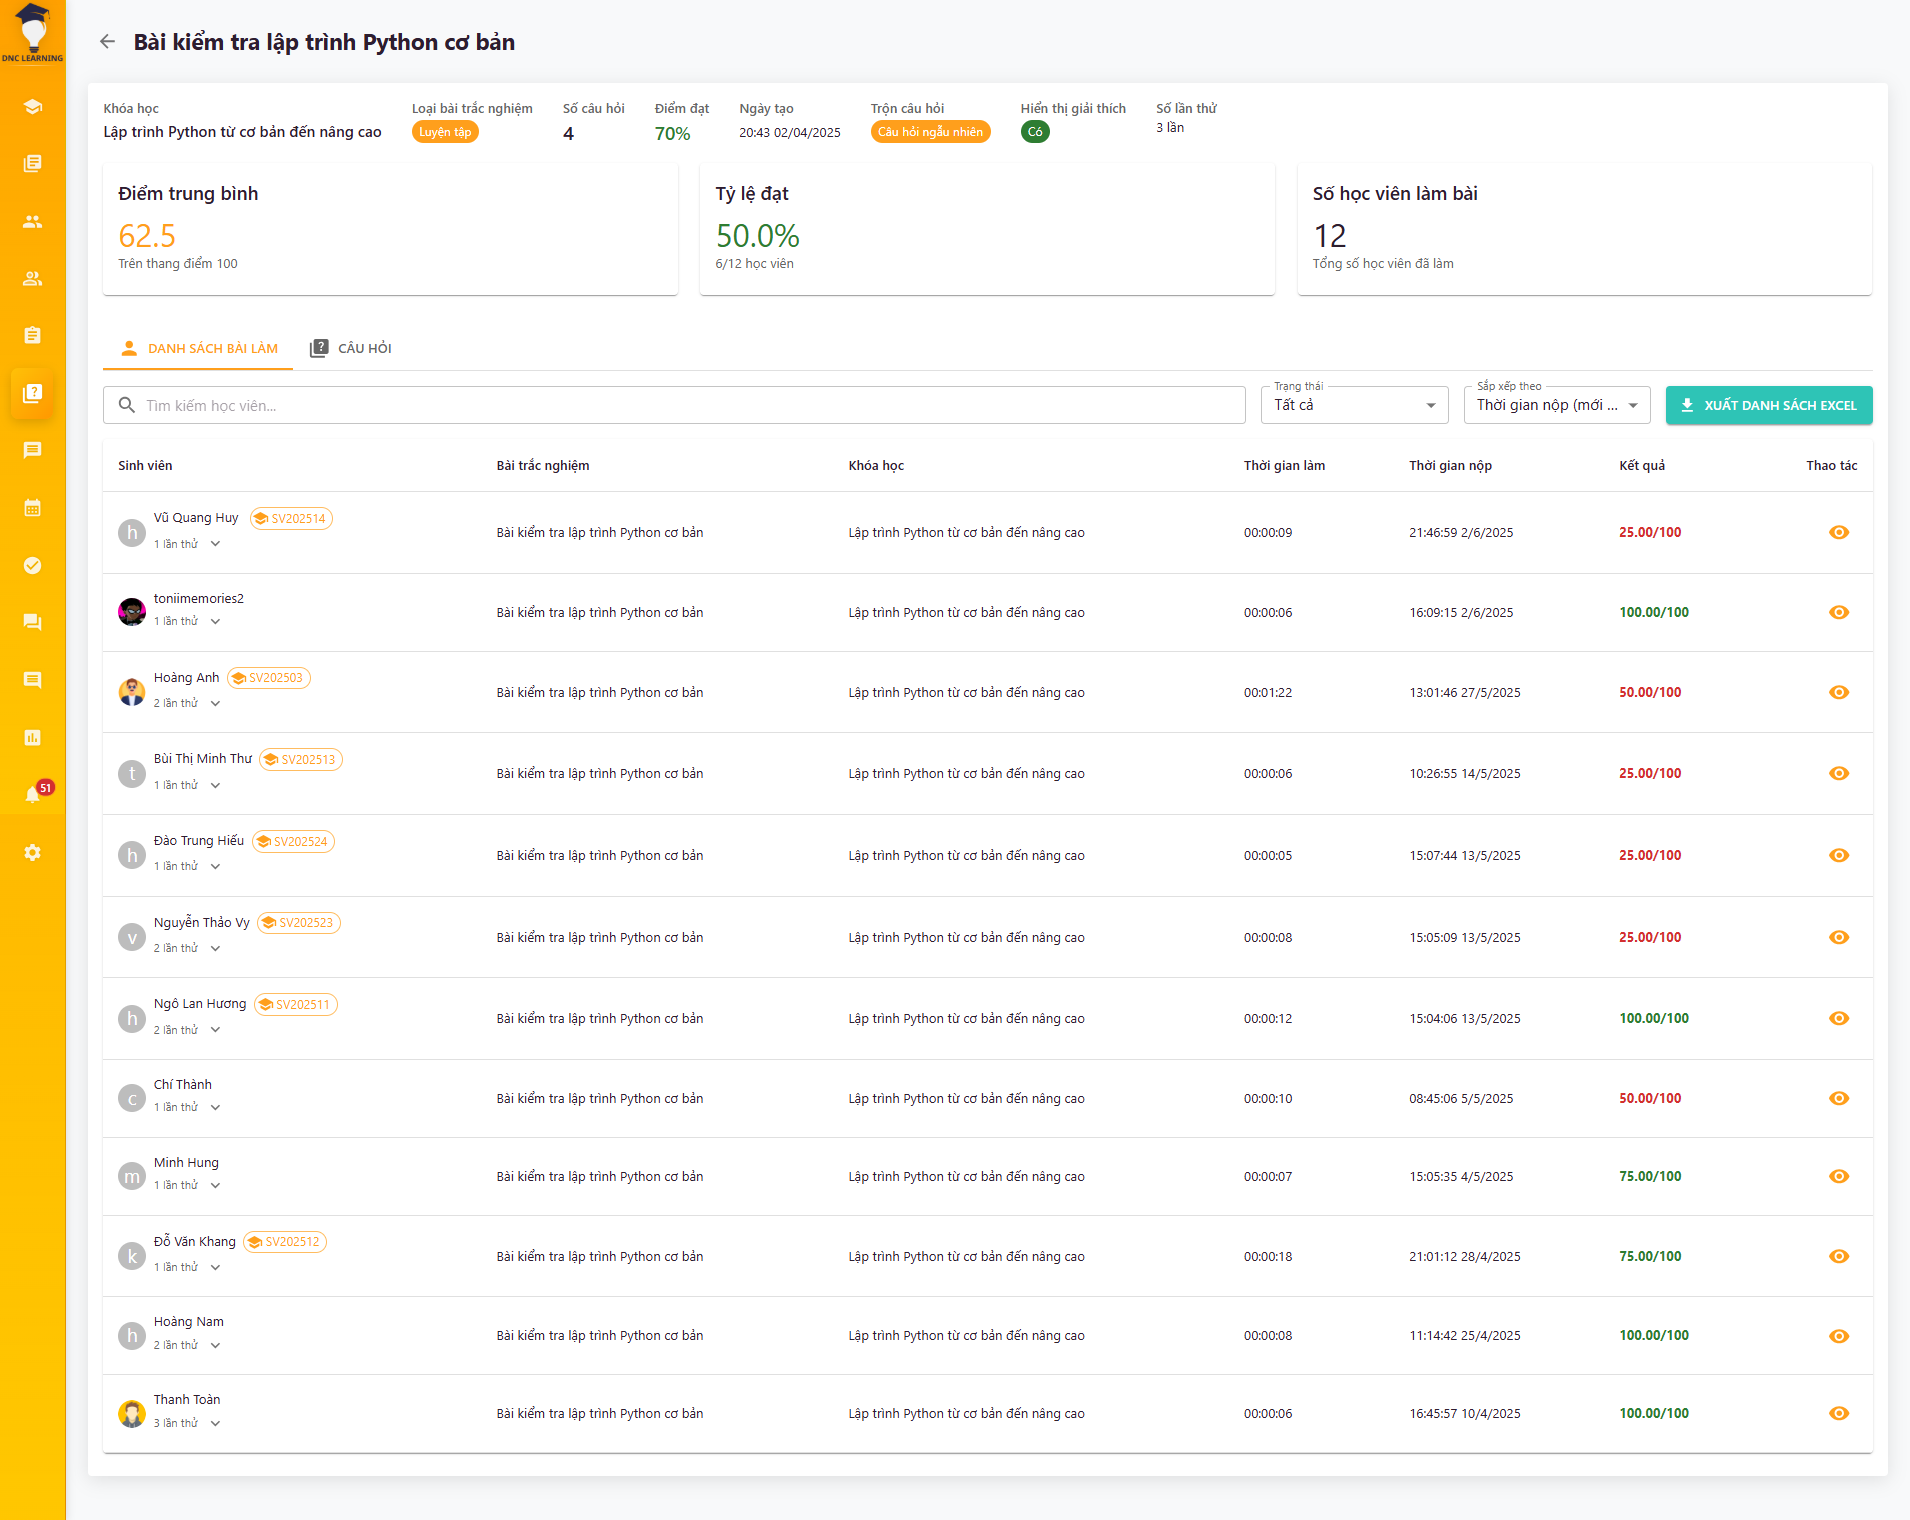 DNC LEARNING
Bài kiểm tra lập trình Python cơ bản
Khóa học
Lập trình Python từ cơ bản đến nâng cao
Loại bài trắc nghiệm
Luyện tập
Số câu hỏi
4
Điểm đạt
70%
Ngày tạo
20:43 02/04/2025
Trộn câu hỏi
Câu hỏi ngẫu nhiên
Hiển thị giải thích
Có
Số lần thử
3 lần
Điểm trung bình
62.5
Trên thang điểm 100
Tỷ lệ đạt
50.0%
6/12 học viên
Số học viên làm bài
12
Tổng số học viên đã làm
DANH SÁCH BÀI LÀM
CÂU HỎI
Tìm kiếm học viên...
Trạng thái
Tất cả
Sắp xếp theo
Thời gian nộp (mới ...
XUẤT DANH SÁCH EXCEL
Sinh viên Bài trắc nghiệm Khóa học Thời gian làm Thời gian nộp Kết quả Thao tác
h Vũ Quang Huy SV202514
1 lần thử
Bài kiểm tra lập trình Python cơ bản Lập trình Python từ cơ bản đến nâng cao 00:00:09 21:46:59 2/6/2025 25.00/100
toniimemories2
1 lần thử
Bài kiểm tra lập trình Python cơ bản Lập trình Python từ cơ bản đến nâng cao 00:00:06 16:09:15 2/6/2025 100.00/100
Hoàng Anh SV202503
2 lần thử
Bài kiểm tra lập trình Python cơ bản Lập trình Python từ cơ bản đến nâng cao 00:01:22 13:01:46 27/5/2025 50.00/100
t Bùi Thị Minh Thư SV202513
1 lần thử
Bài kiểm tra lập trình Python cơ bản Lập trình Python từ cơ bản đến nâng cao 00:00:06 10:26:55 14/5/2025 25.00/100
h Đào Trung Hiếu SV202524
1 lần thử
Bài kiểm tra lập trình Python cơ bản Lập trình Python từ cơ bản đến nâng cao 00:00:05 15:07:44 13/5/2025 25.00/100
v Nguyễn Thảo Vy SV202523
2 lần thử
Bài kiểm tra lập trình Python cơ bản Lập trình Python từ cơ bản đến nâng cao 00:00:08 15:05:09 13/5/2025 25.00/100
h Ngô Lan Hương SV202511
2 lần thử
Bài kiểm tra lập trình Python cơ bản Lập trình Python từ cơ bản đến nâng cao 00:00:12 15:04:06 13/5/2025 100.00/100
c Chí Thành
1 lần thử
Bài kiểm tra lập trình Python cơ bản Lập trình Python từ cơ bản đến nâng cao 00:00:10 08:45:06 5/5/2025 50.00/100
m Minh Hung
1 lần thử
Bài kiểm tra lập trình Python cơ bản Lập trình Python từ cơ bản đến nâng cao 00:00:07 15:05:35 4/5/2025 75.00/100
k Đỗ Văn Khang SV202512
1 lần thử
Bài kiểm tra lập trình Python cơ bản Lập trình Python từ cơ bản đến nâng cao 00:00:18 21:01:12 28/4/2025 75.00/100
h Hoàng Nam
2 lần thử
Bài kiểm tra lập trình Python cơ bản Lập trình Python từ cơ bản đến nâng cao 00:00:08 11:14:42 25/4/2025 100.00/100
Thanh Toàn
3 lần thử
Bài kiểm tra lập trình Python cơ bản Lập trình Python từ cơ bản đến nâng cao 00:00:06 16:45:57 10/4/2025 100.00/100
51